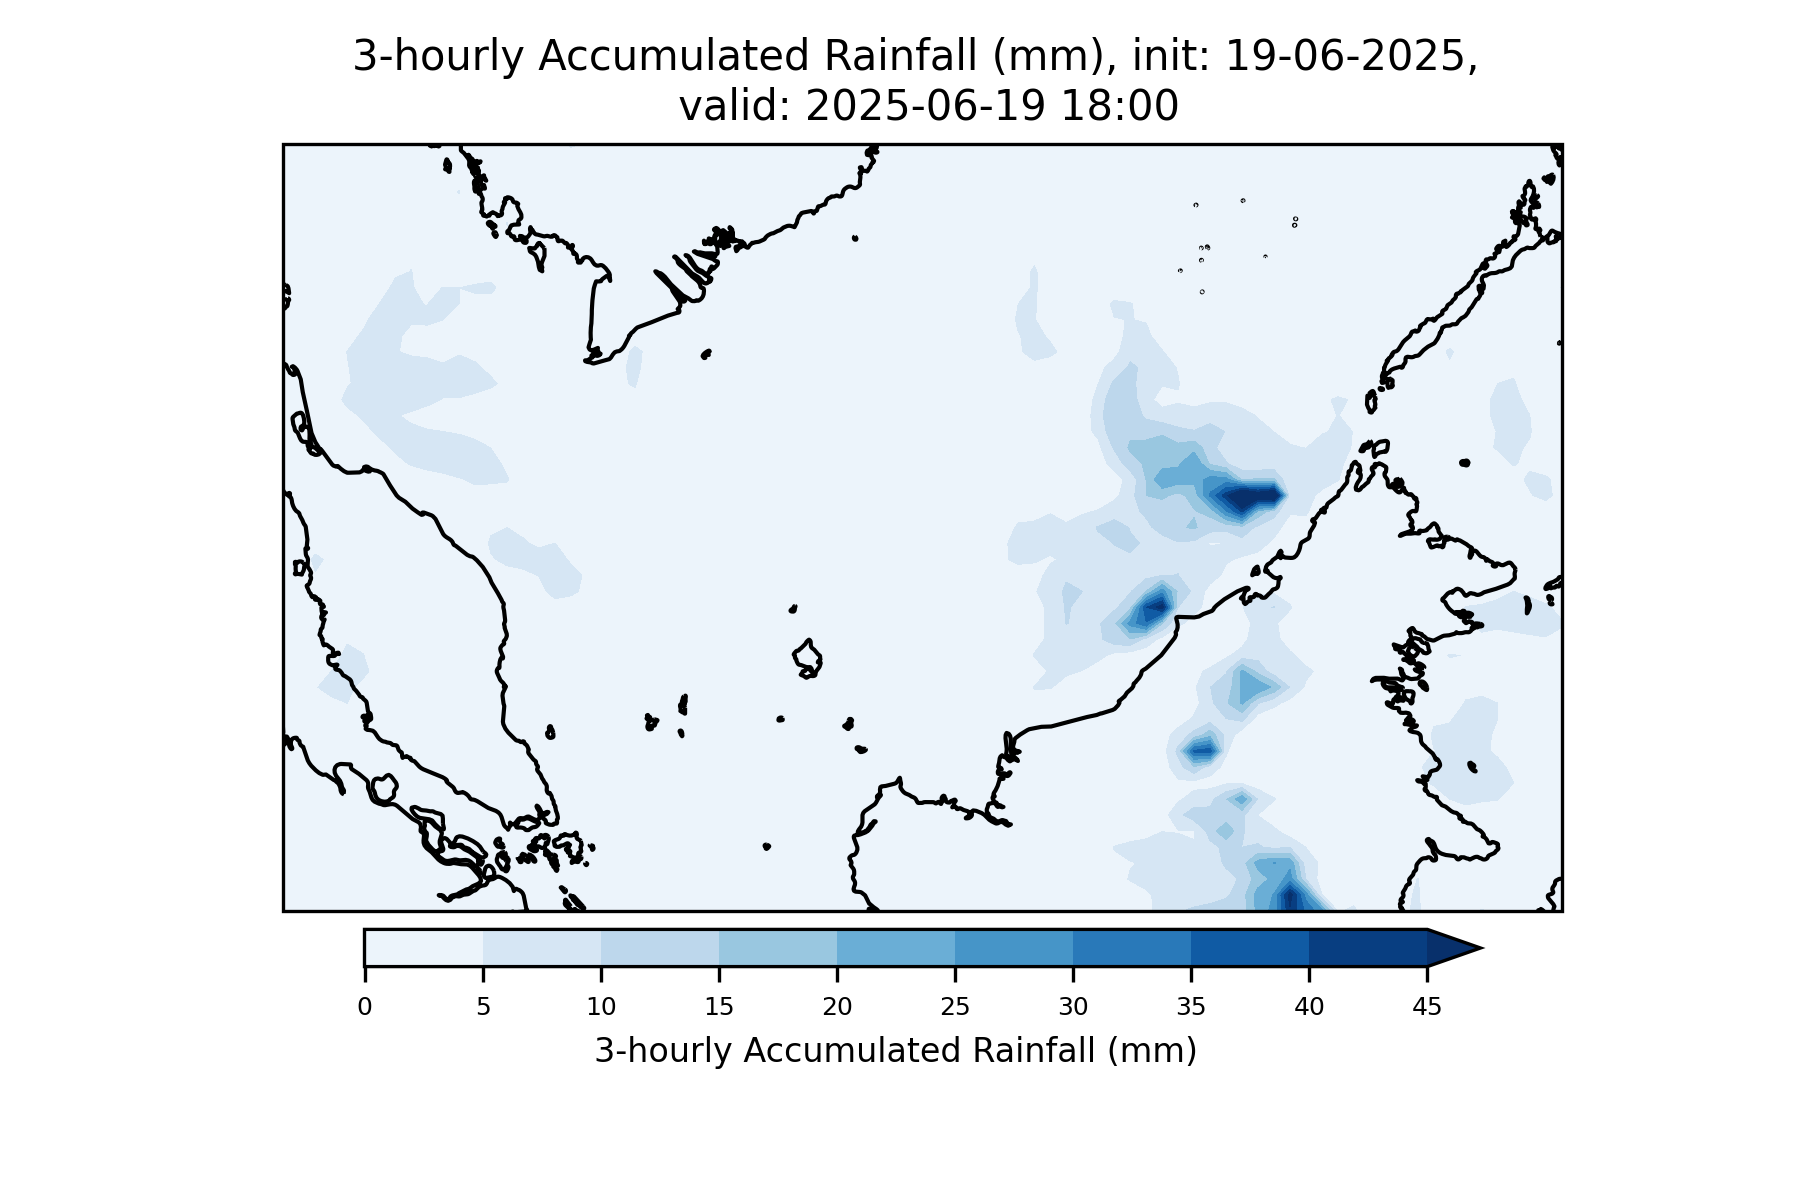 3-hourly Accumulated Rainfall (mm), init: 19-06-2025,
valid: 2025-06-19 18:00
0 5 10 15 20 25 30 35 40 45
3-hourly Accumulated Rainfall (mm)